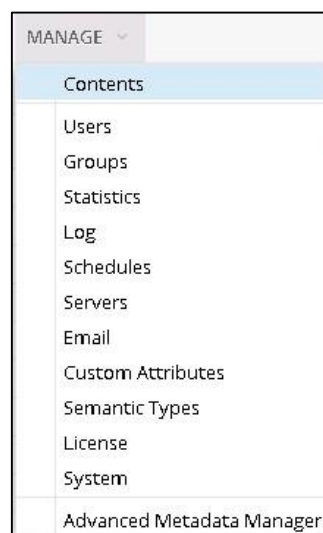 MANAGE
Contents
Users
Groups
Statistics
Log
Schedules
Servers
Email
Custom Attributes
Semantic Types
License
System
Advanced Metadata Manager